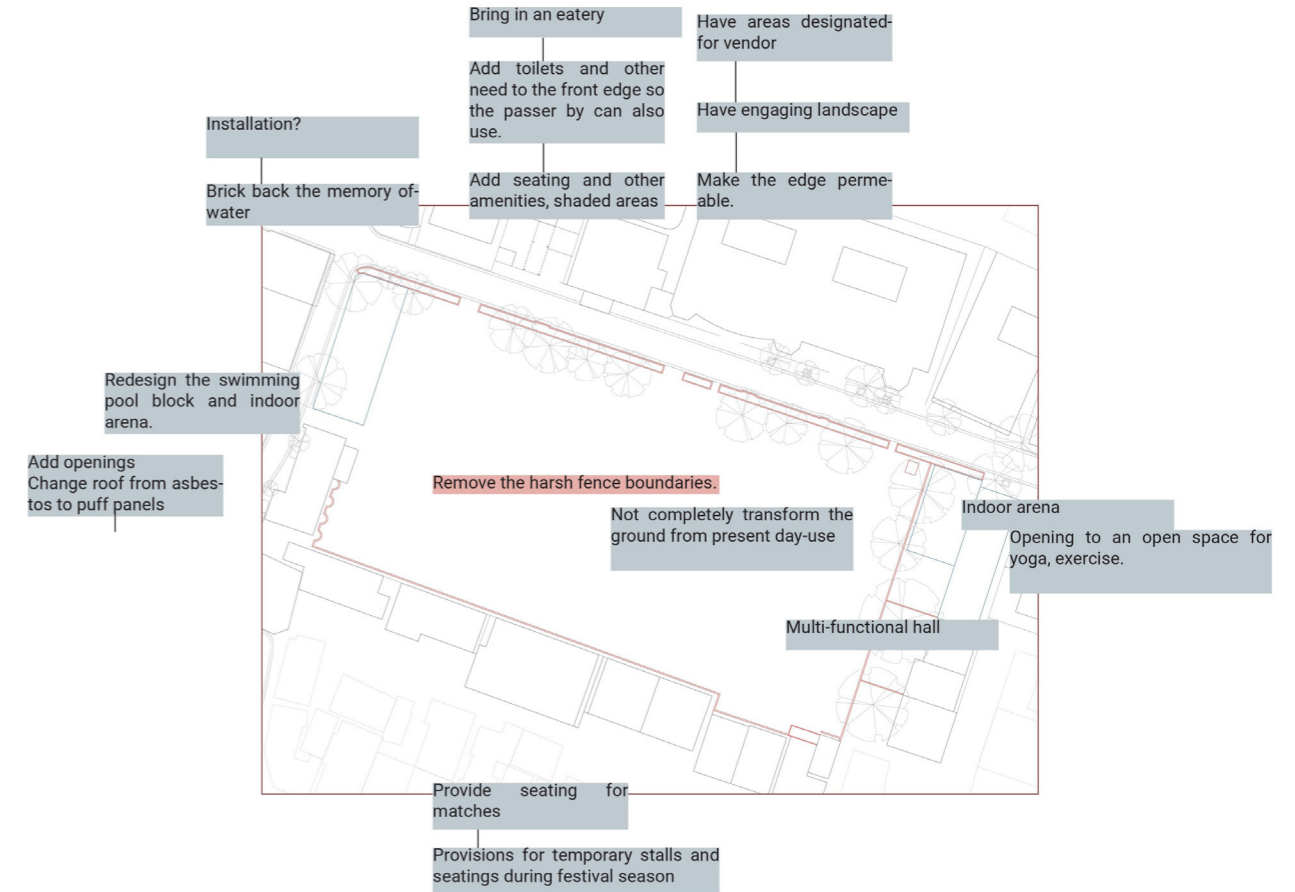 Bring in an eatery
Add toilets and other
need to the front edge so
the passer by can also
use.
Add seating and other
amenities, shaded areas
Have areas designated-
for vendor
Have engaging landscape
Make the edge perme-
able.
Installation?
Brick back the memory of-
water
Redesign the swimming
pool block and indoor
arena.
Add openings
Change roof from asbes-
tos to puff panels
Remove the harsh fence boundaries.
Not completely transform the
ground from present day-use
Indoor arena
Opening to an open space for
yoga, exercise.
Multi-functional hall
Provide seating for
matches
Provisions for temporary stalls and
seatings during festival season